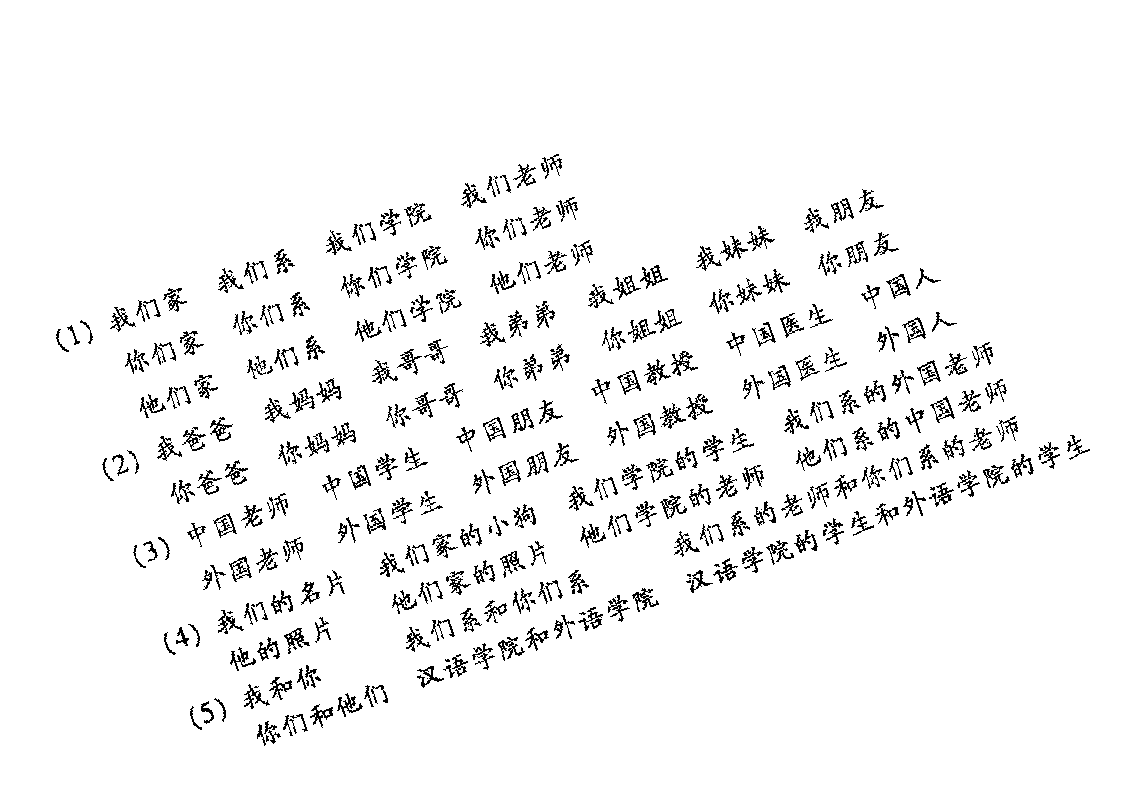 (1) 我们家 我们系 我们学院 我们老师
你们家 你们系 你们学院 你们老师
他们家 他们系 他们学院 他们老师
(2) 我爸爸 我妈妈 我哥哥 我弟弟 我姐姐 我妹妹 我朋友
你爸爸 你妈妈 你哥哥 你弟弟 你姐姐 你妹妹 你朋友
(3) 中国老师 中国学生 中国朋友 中国教授 中国医生 中国人
外国老师 外国学生 外国朋友 外国教授 外国医生 外国人
(4) 我们的名片 我们家的小狗 我们学院的学生 我们系的外国老师
他的照片 他们家的照片 他们学院的老师 他们系的中国老师
(5) 我和你 我们系和你们系 我们系的老师和你们系的老师
你们和他们 汉语学院和外语学院 汉语学院的学生和外语学院的学生